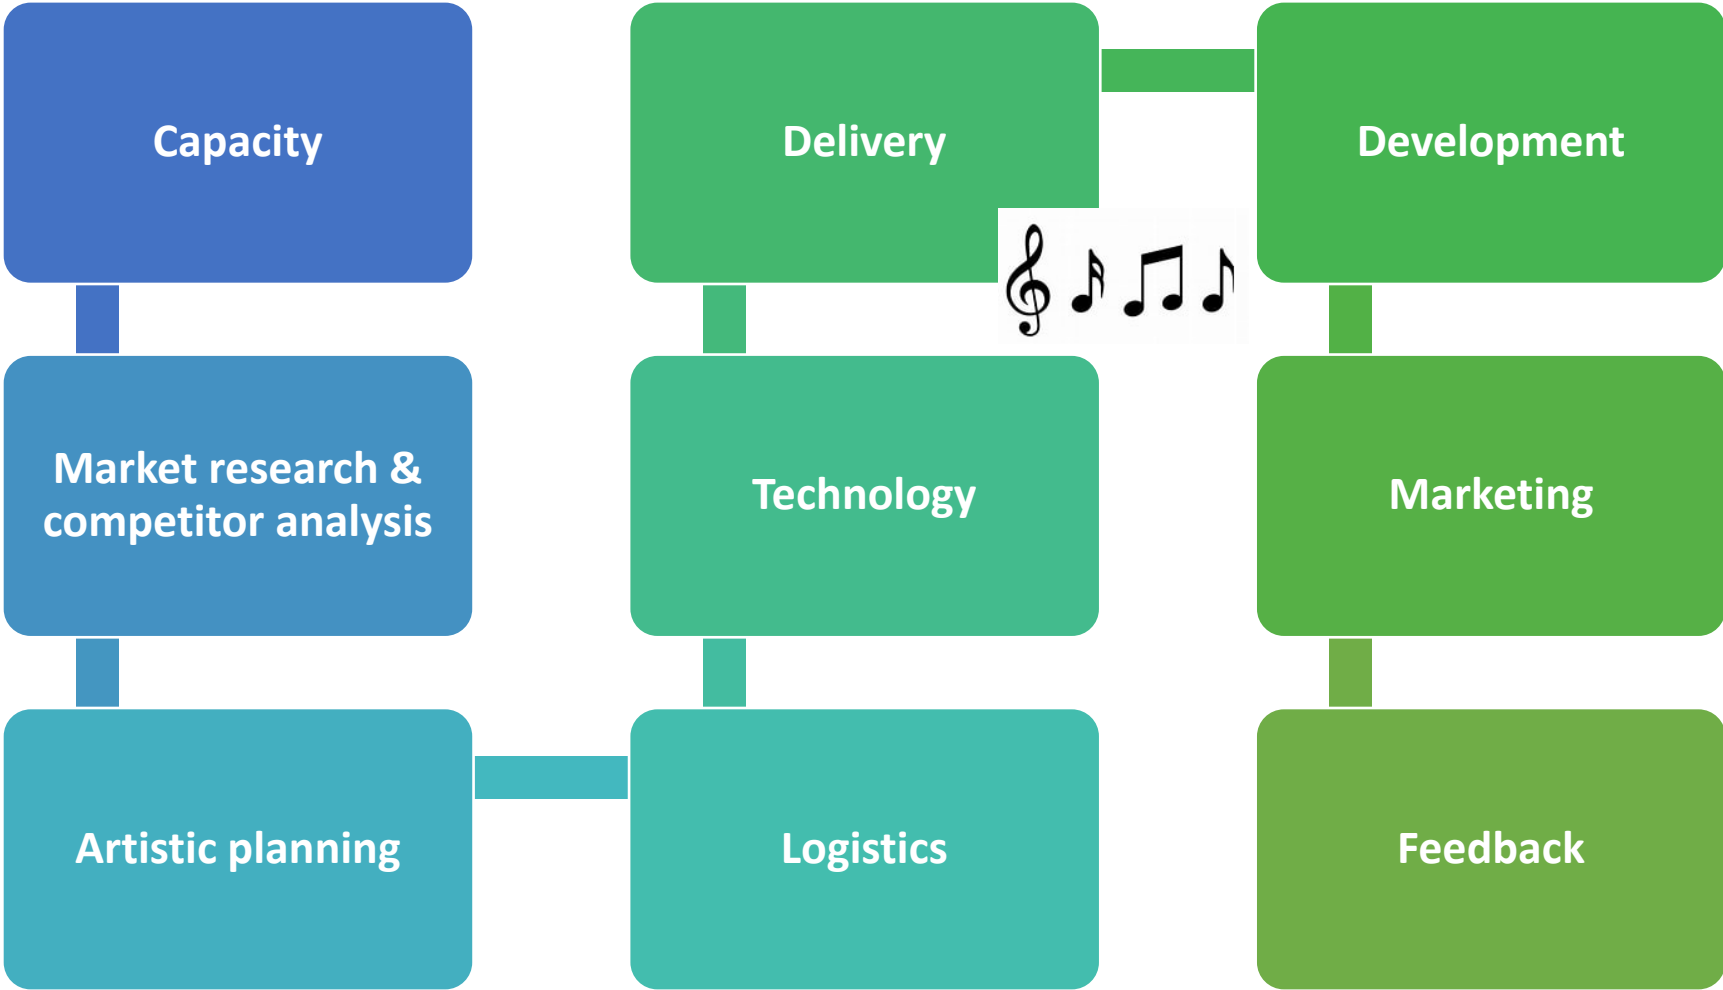 Capacity
Market research &
competitor analysis
Artistic planning
Logistics
Technology
Delivery
Development
Marketing
Feedback